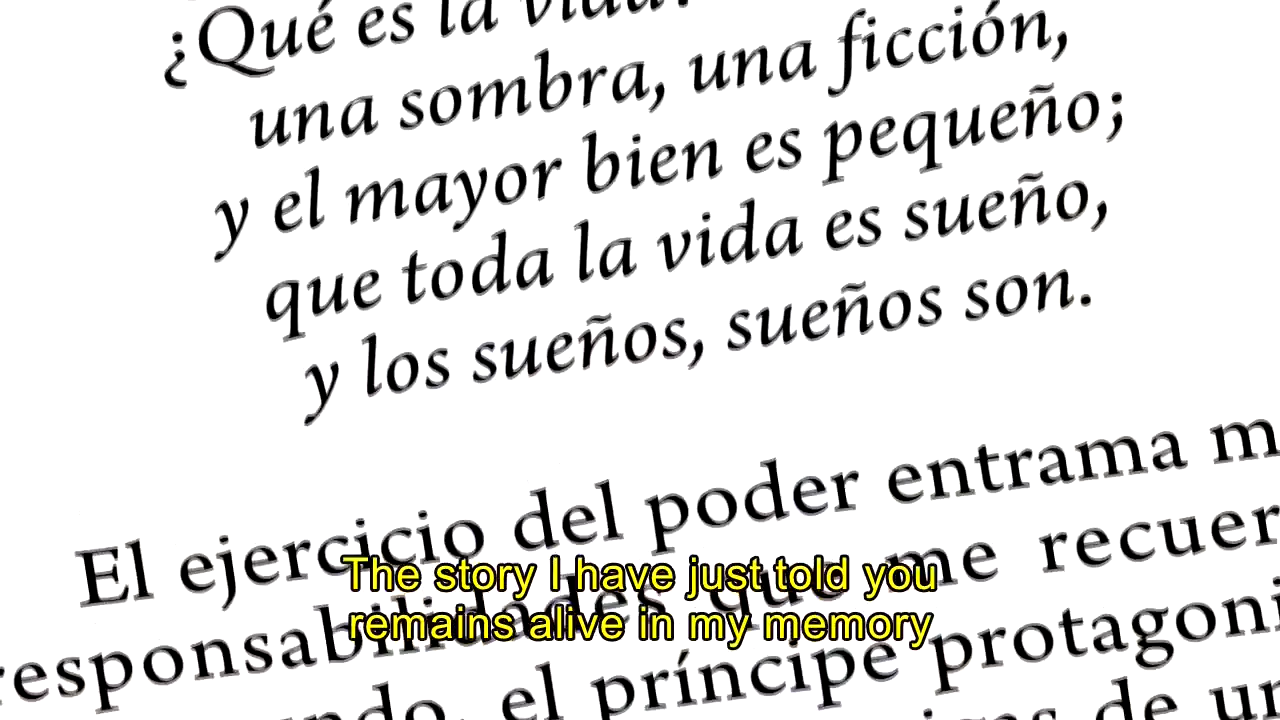 ¿Qué es la vida?
una sombra, una ficción,
y el mayor bien es pequeño;
que toda la vida es sueño,
y los sueños, sueños son.
El ejercicio del poder entrama
responsabilidades que me
el príncipe
de
The story I have just told you
remains alive in my memory